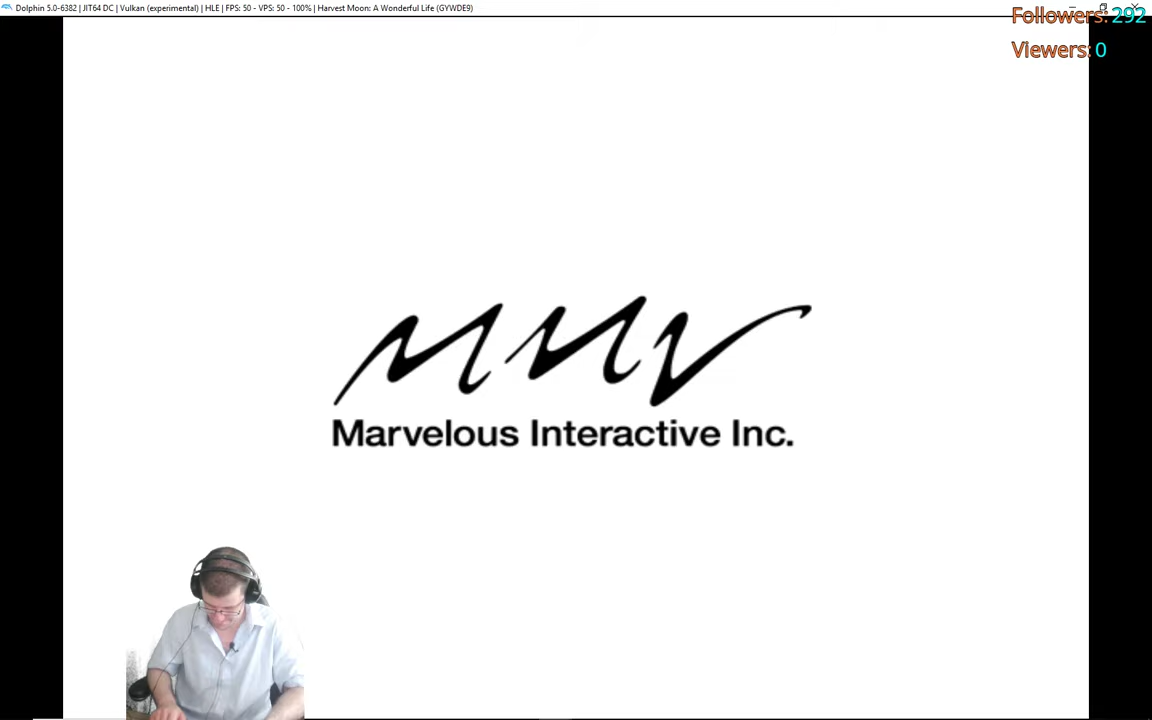 Dolphin 5.0-6382 | JIT64 DC | Vulkan (experimental) | HLE | FPS: 50 - VPS: 50 - 100% | Harvest Moon: A Wonderful Life (GYWDE9)
Followers: 292
Viewers: 0
MMV
Marvelous Interactive Inc.